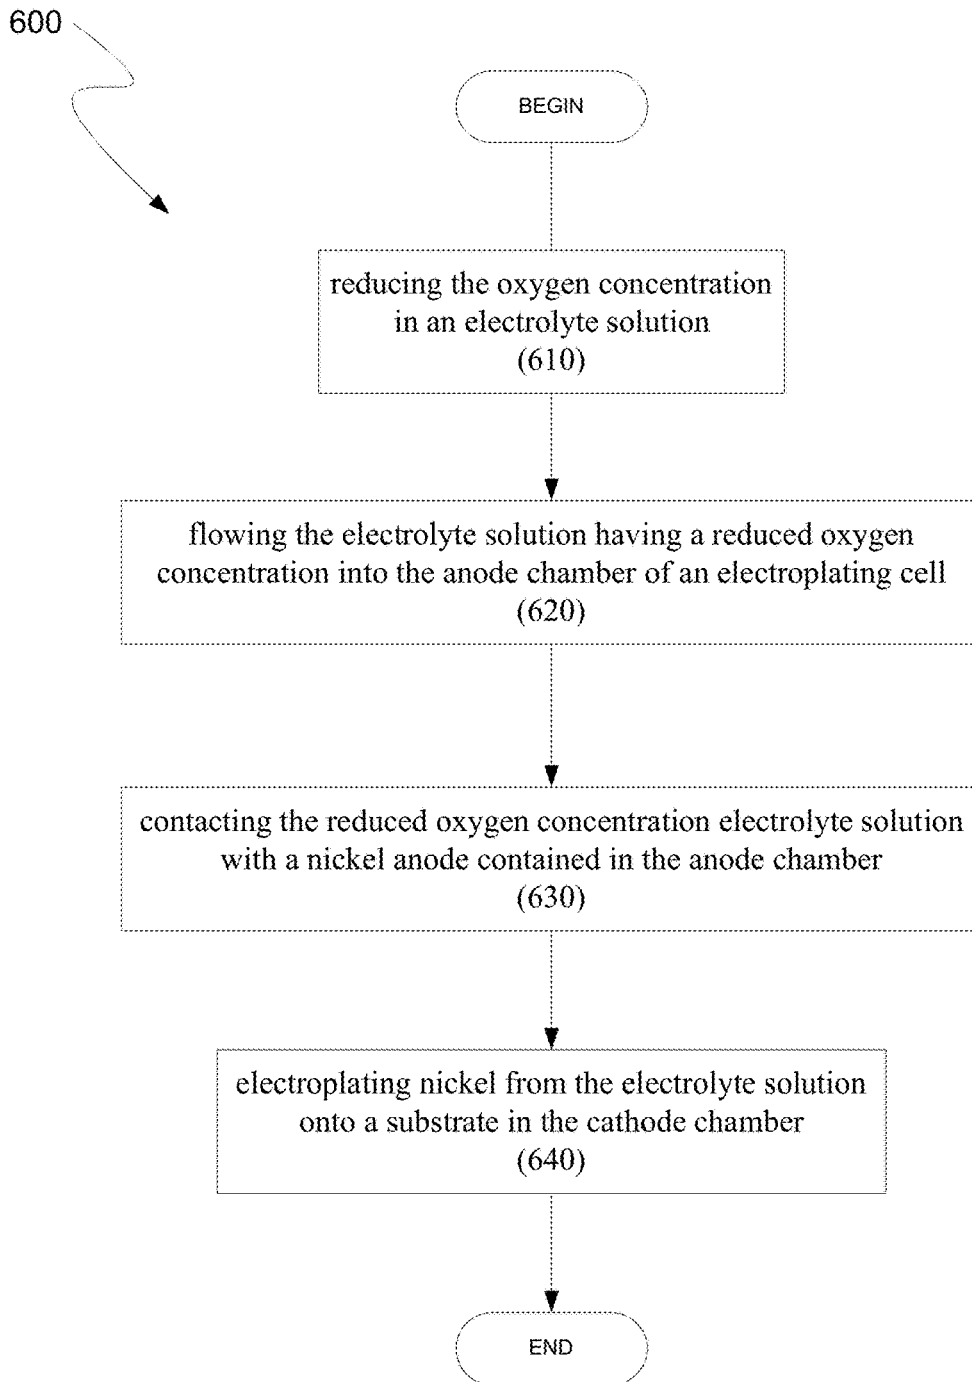 600
BEGIN
reducing the oxygen concentration
in an electrolyte solution
(610)
flowing the electrolyte solution having a reduced oxygen
concentration into the anode chamber of an electroplating cell
(620)
contacting the reduced oxygen concentration electrolyte solution
with a nickel anode contained in the anode chamber
(630)
electroplating nickel from the electrolyte solution
onto a substrate in the cathode chamber
(640)
END